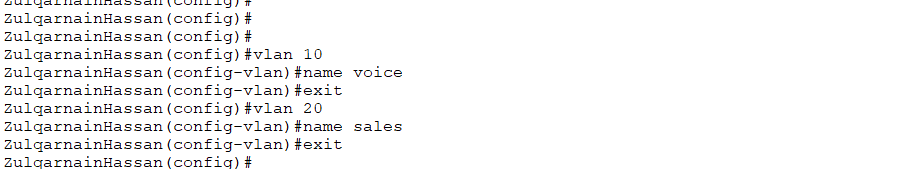 ZulqarnainHassan(config)#
ZulqarnainHassan(config)#
ZulqarnainHassan(config)#
ZulqarnainHassan(config)#vlan 10
ZulqarnainHassan(config-vlan)#name voice
ZulqarnainHassan(config-vlan)#exit
ZulqarnainHassan(config)#vlan 20
ZulqarnainHassan(config-vlan)#name sales
ZulqarnainHassan(config-vlan)#exit
ZulqarnainHassan(config)#